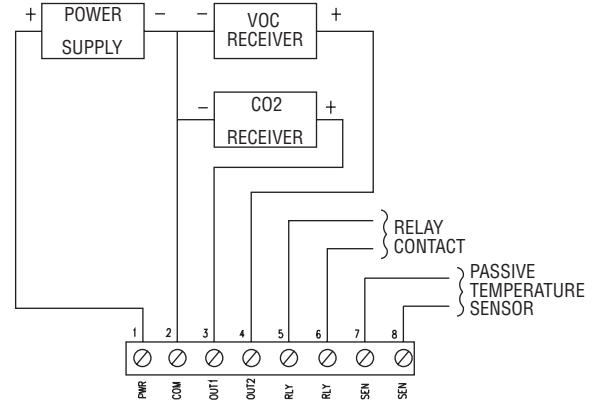 + POWER SUPPLY −
− VOC RECEIVER +
− CO2 RECEIVER +
RELAY
CONTACT
PASSIVE
TEMPERATURE
SENSOR
1 2 3 4 5 6 7 8
PWR COM OUT1 OUT2 RLY RLY SEN SEN